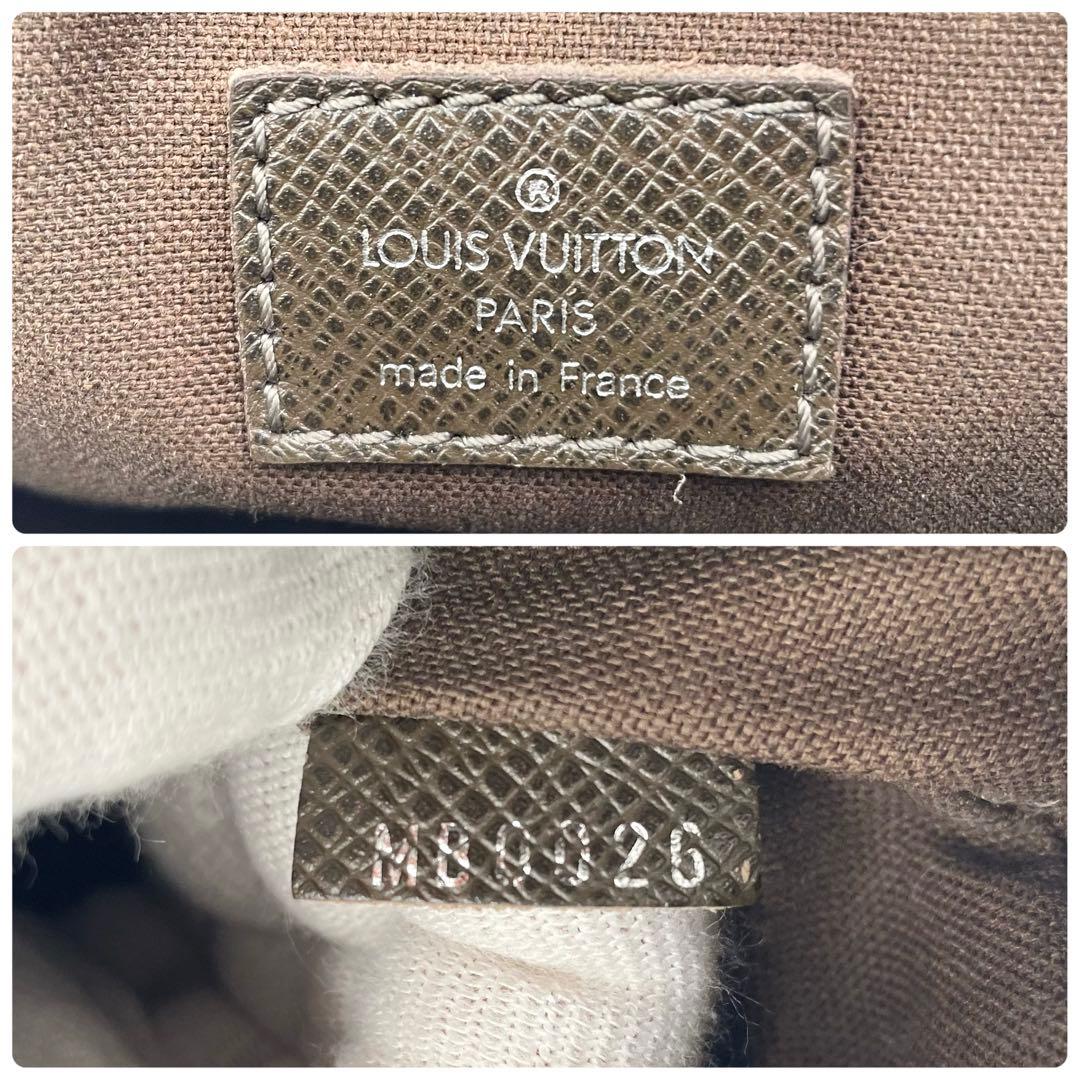 ®
LOUIS VUITTON
PARIS
made in France
MB0026